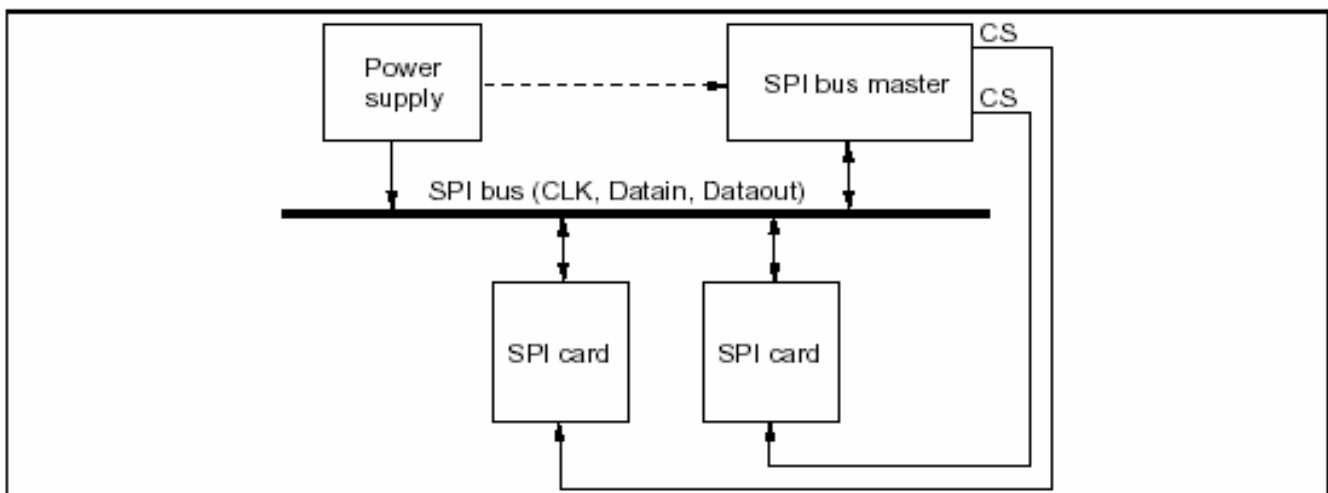 Power
supply
SPI bus master
CS
CS
SPI bus (CLK, Datain, Dataout)
SPI card
SPI card